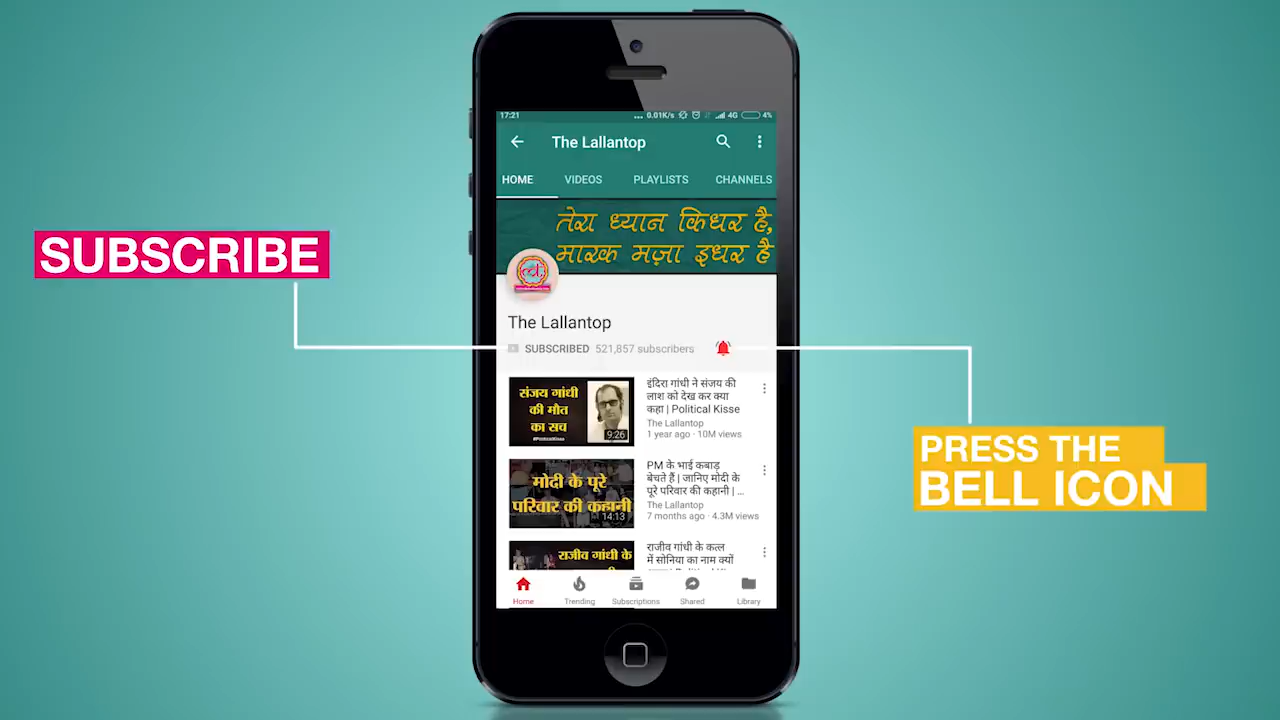 17:21 ... 0.01K/s 4G 4%
The Lallantop
HOME VIDEOS PLAYLISTS CHANNELS
तेरा ध्यान किधर है,
मारक मज़ा इधर है
SUBSCRIBE
The Lallantop
SUBSCRIBED 521,857 subscribers
संजय गांधी
की मौत
का सच
#PoliticalKisse
9:26
इंदिरा गांधी ने संजय की
लाश को देख कर क्या
कहा | Political Kisse
The Lallantop
1 year ago · 10M views
PRESS THE
BELL ICON
मोदी के पूरे
परिवार की कहानी
14:13
PM के भाई कबाड़
बेचते हैं | जानिए मोदी के
पूरे परिवार की कहानी | ...
The Lallantop
7 months ago · 4.3M views
राजीव गांधी के
राजीव गांधी के कत्ल
में सोनिया का नाम क्यों
Home Trending Subscriptions Shared Library